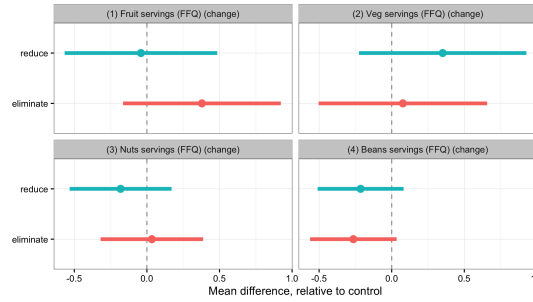 (1) Fruit servings (FFQ) (change)
(2) Veg servings (FFQ) (change)
reduce
eliminate
(3) Nuts servings (FFQ) (change)
(4) Beans servings (FFQ) (change)
reduce
eliminate
-0.5 0.0 0.5 1.0 -0.5 0.0 0.5 1
Mean difference, relative to control